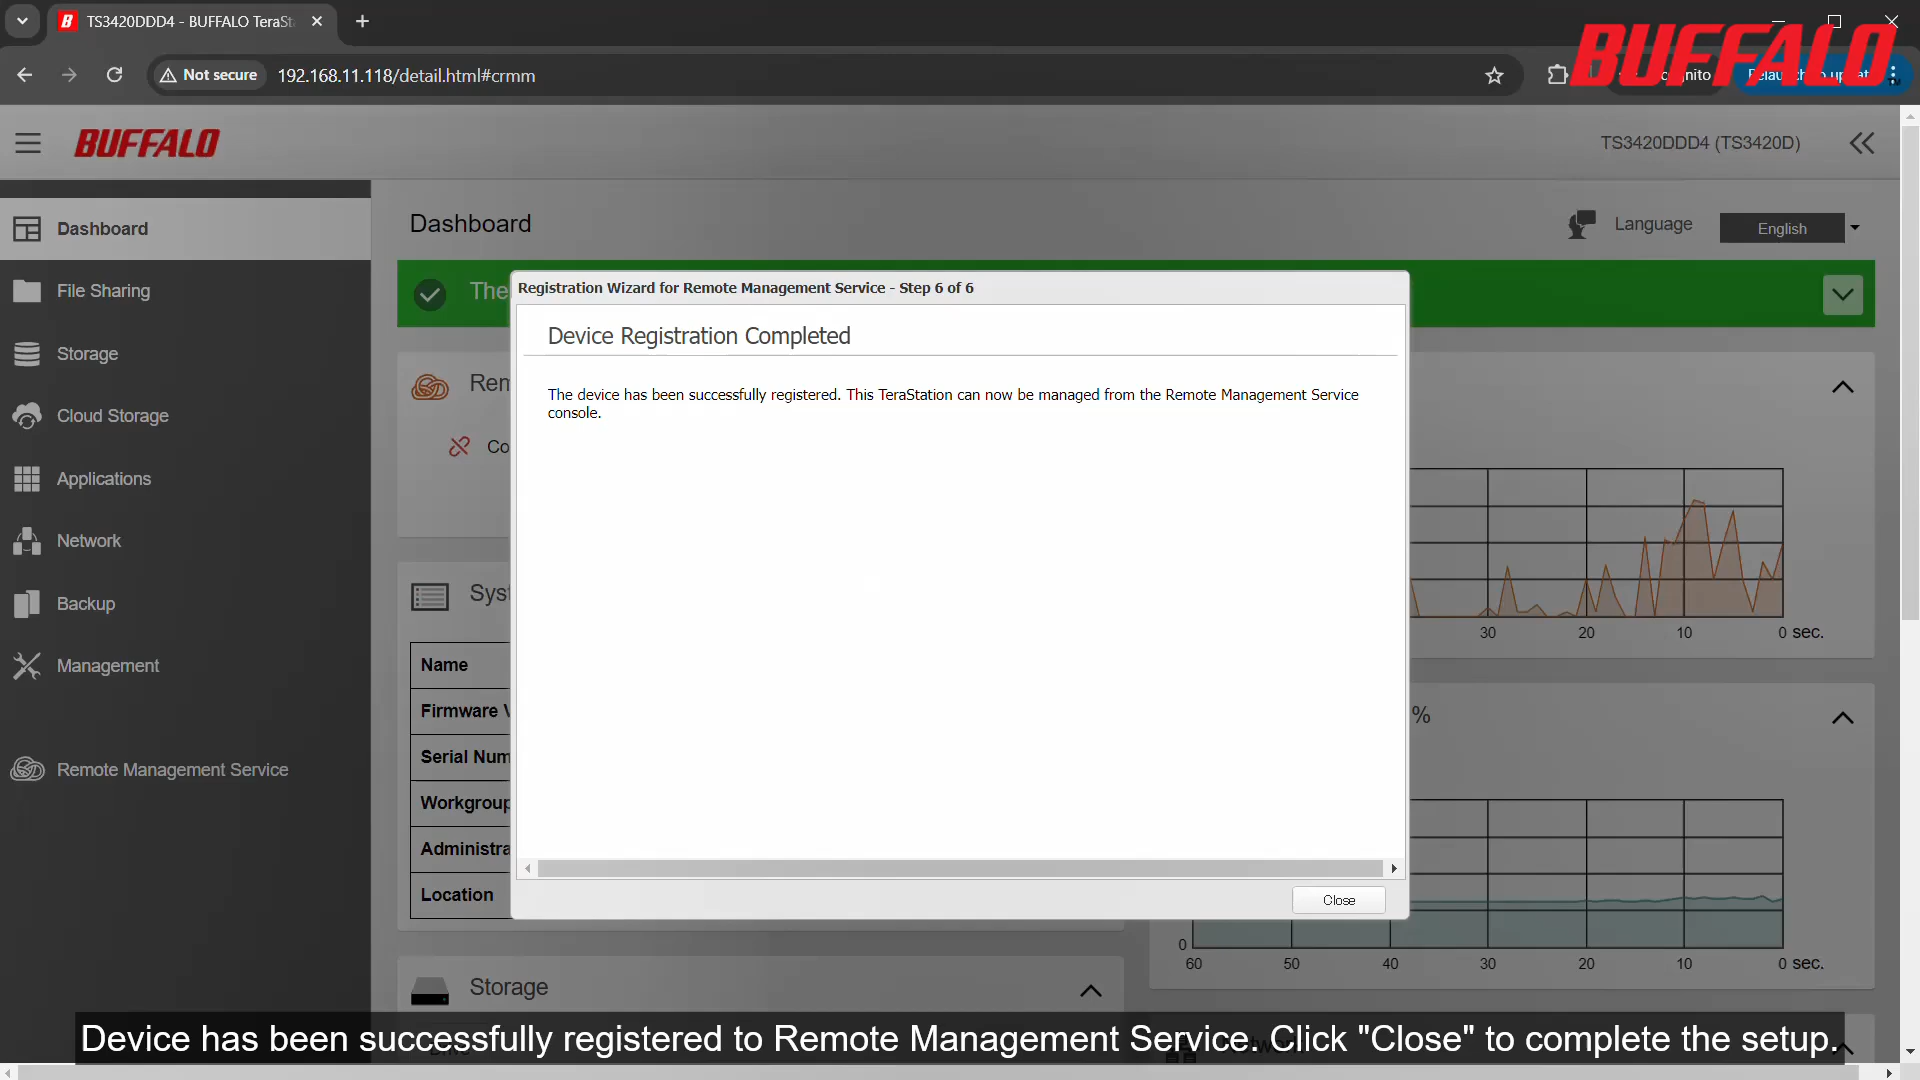 TS3420DDD4 - BUFFALO TeraSt
Not secure
192.168.11.118/detail.html#crmm
BUFFALO
BUFFALO
TS3420DDD4 (TS3420D)
Dashboard
File Sharing
Storage
Cloud Storage
Applications
Network
Backup
Management
Remote Management Service
Dashboard
Language
English
The
Registration Wizard for Remote Management Service - Step 6 of 6
Device Registration Completed
The device has been successfully registered. This TeraStation can now be managed from the Remote Management Service
console.
Close
Rem
Co
Syst
Name
Firmware V
Serial Num
Workgroup
Administra
Location
Storage
30 20 10 0 sec.
%
0
60 50 40 30 20 10 0 sec.
Device has been successfully registered to Remote Management Service. Click "Close" to complete the setup.